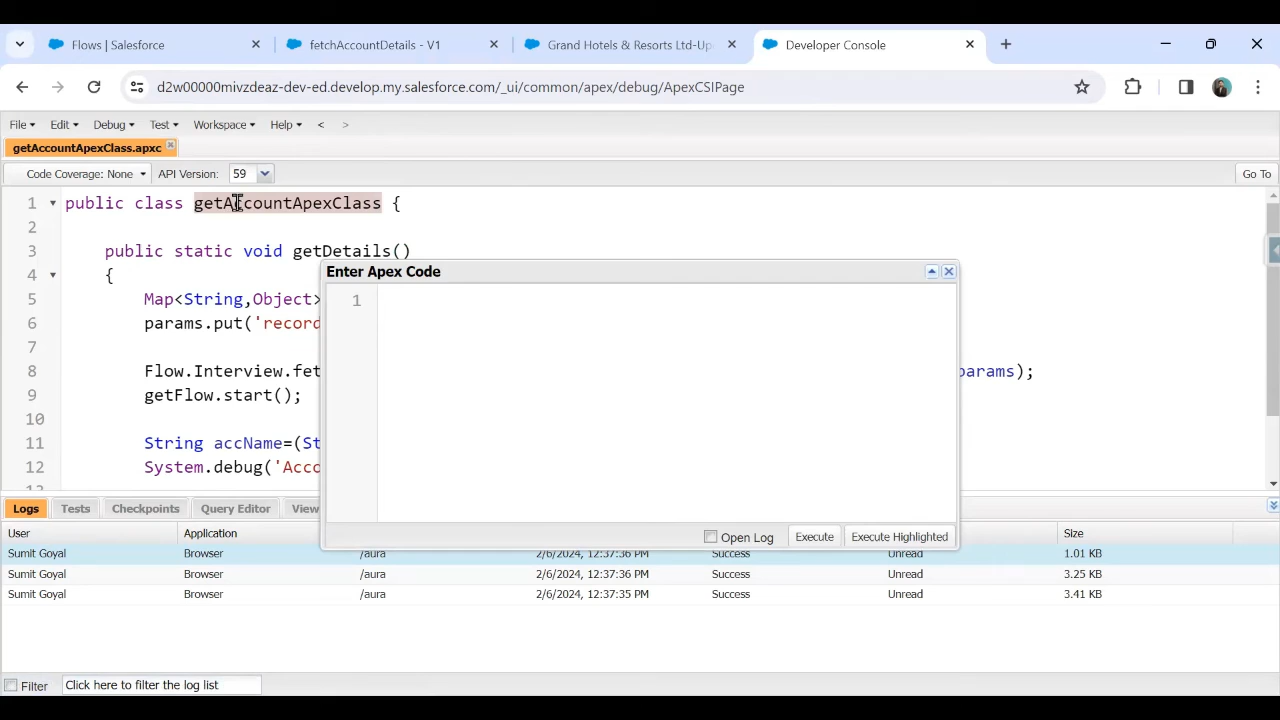 Flows | Salesforce
fetchAccountDetails - V1
Grand Hotels & Resorts Ltd-Up
Developer Console
d2w00000mivzdeaz-dev-ed.develop.my.salesforce.com/_ui/common/apex/debug/ApexCSIPage
File Edit Debug Test Workspace Help < >
getAccountApexClass.apxc
Code Coverage: None API Version: 59 Go To
1 public class getAccountApexClass {
2
3 public static void getDetails()
4 {
5 Map<String,Object>
6 params.put('record
7
8 Flow.Interview.fet params);
9 getFlow.start();
10
11 String accName=(St
12 System.debug('Acco
Enter Apex Code
1
Open Log Execute Execute Highlighted
Logs Tests Checkpoints Query Editor View
User Application Size
Sumit Goyal Browser /aura 2/6/2024, 12:37:36 PM Success Unread 1.01 KB
Sumit Goyal Browser /aura 2/6/2024, 12:37:36 PM Success Unread 3.25 KB
Sumit Goyal Browser /aura 2/6/2024, 12:37:35 PM Success Unread 3.41 KB
Filter Click here to filter the log list